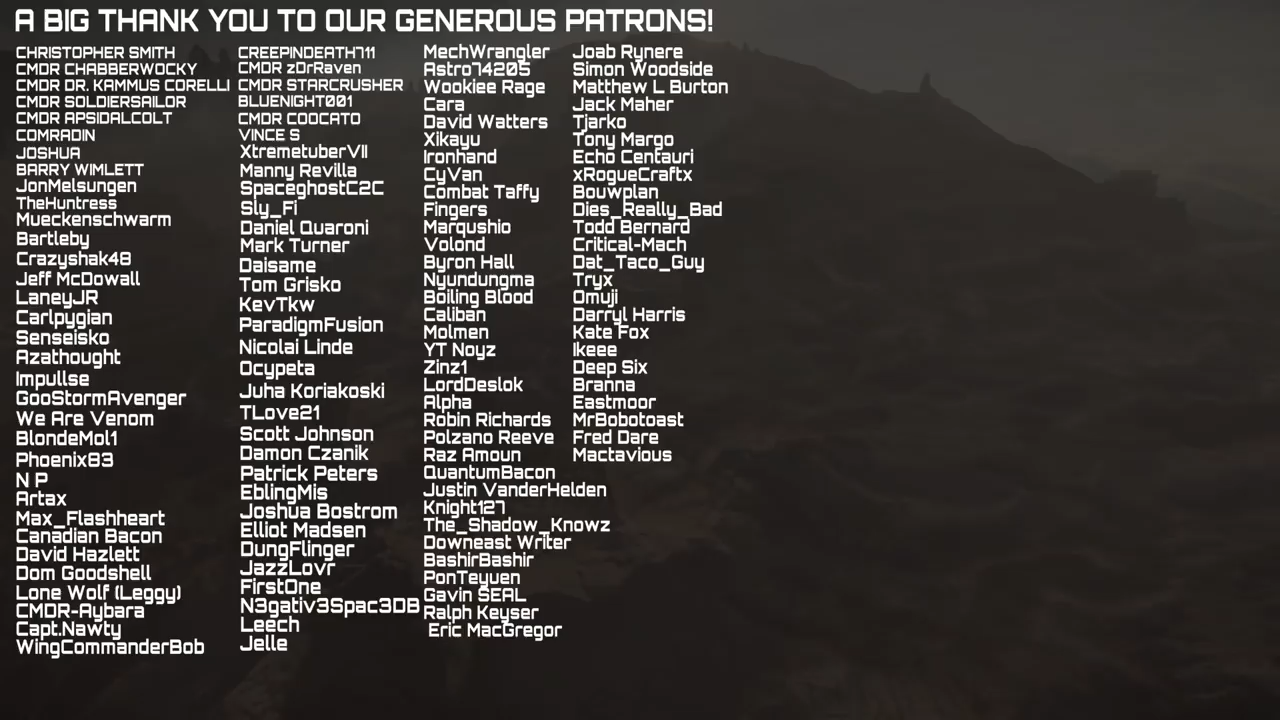 A BIG THANK YOU TO OUR GENEROUS PATRONS!
CHRISTOPHER SMITH
CMDR CHABBERWOCKY
CMDR DR. KAMMUS CORELLI
CMDR SOLDIERSAILOR
CMDR APSIDALCOLT
COMRADIN
JOSHUA
BARRY WIMLETT
JonMelsungen
TheHuntress
Mueckenschwarm
Bartleby
Crazyshak48
Jeff McDowall
LaneyJR
Carlpygian
Senseisko
Azathought
Impullse
GooStormAvenger
We Are Venom
BlondeMol1
Phoenix83
N P
Artax
Max_Flashheart
Canadian Bacon
David Hazlett
Dom Goodshell
Lone Wolf (Leggy)
CMDR-Aybara
Capt.Nawty
WingCommanderBob
CREEPINDEATH711
CMDR zDrRaven
CMDR STARCRUSHER
BLUENIGHT001
CMDR COOCATO
VINCE S
XtremetuberVII
Manny Revilla
SpaceghostC2C
Sly_Fi
Daniel Quaroni
Mark Turner
Daisame
Tom Grisko
KevTkw
ParadigmFusion
Nicolai Linde
Ocypeta
Juha Koriakoski
TLove21
Scott Johnson
Damon Czanik
Patrick Peters
EblingMis
Joshua Bostrom
Elliot Madsen
DungFlinger
JazzLovr
FirstOne
N3gativ3Spac3DB
Leech
Jelle
MechWrangler
Astro74205
Wookiee Rage
Cara
David Watters
Xikayu
Ironhand
CyVan
Combat Taffy
Fingers
Marqushio
Volond
Byron Hall
Nyundungma
Boiling Blood
Caliban
Molmen
YT Noyz
Zinz1
LordDeslok
Alpha
Robin Richards
Polzano Reeve
Raz Amoun
QuantumBacon
Justin VanderHelden
Knight127
The_Shadow_Knowz
Downeast Writer
BashirBashir
PonTeyuen
Gavin SEAL
Ralph Keyser
Eric MacGregor
Joab Rynere
Simon Woodside
Matthew L Burton
Jack Maher
Tjarko
Tony Margo
Echo Centauri
xRogueCraftx
Bouwplan
Dies_Really_Bad
Todd Bernard
Critical-Mach
Dat_Taco_Guy
Tryx
Omuji
Darryl Harris
Kate Fox
Ikeee
Deep Six
Branna
Eastmoor
MrBobotoast
Fred Dare
Mactavious